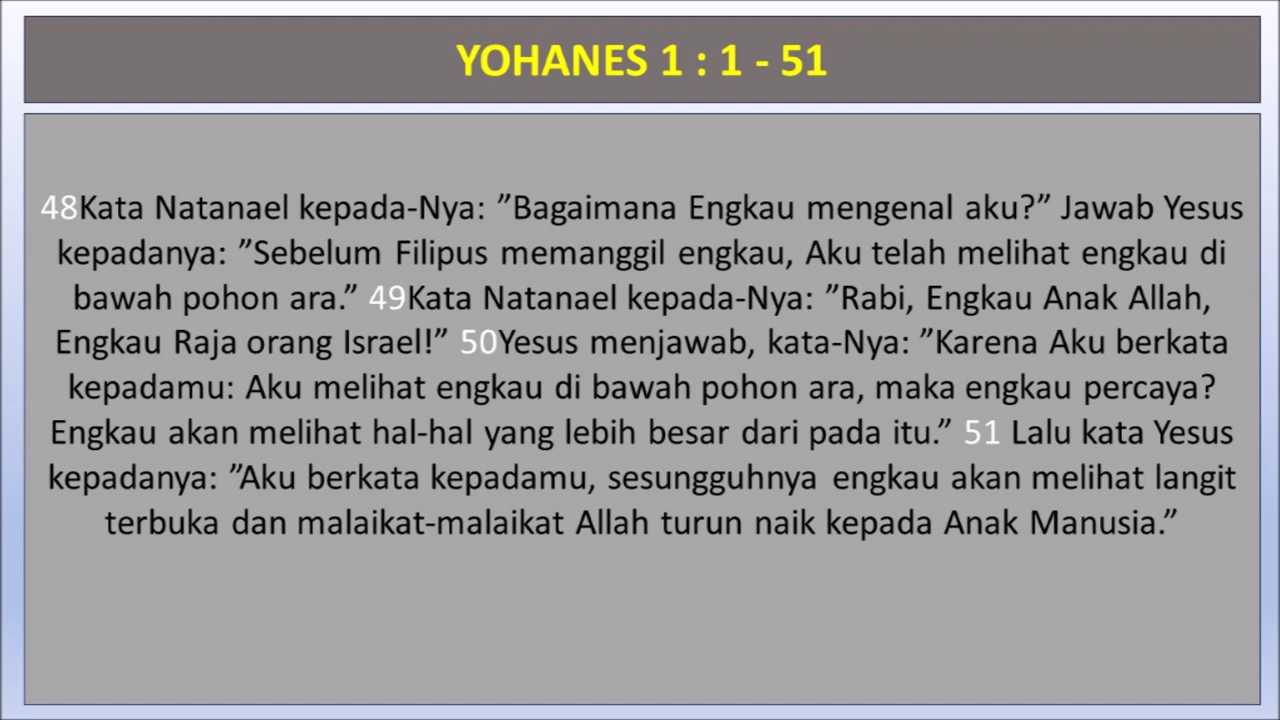 YOHANES 1 : 1 - 51
48Kata Natanael kepada-Nya: ”Bagaimana Engkau mengenal aku?” Jawab Yesus
kepadanya: ”Sebelum Filipus memanggil engkau, Aku telah melihat engkau di
bawah pohon ara.” 49Kata Natanael kepada-Nya: ”Rabi, Engkau Anak Allah,
Engkau Raja orang Israel!” 50Yesus menjawab, kata-Nya: ”Karena Aku berkata
kepadamu: Aku melihat engkau di bawah pohon ara, maka engkau percaya?
Engkau akan melihat hal-hal yang lebih besar dari pada itu.” 51 Lalu kata Yesus
kepadanya: ”Aku berkata kepadamu, sesungguhnya engkau akan melihat langit
terbuka dan malaikat-malaikat Allah turun naik kepada Anak Manusia.”